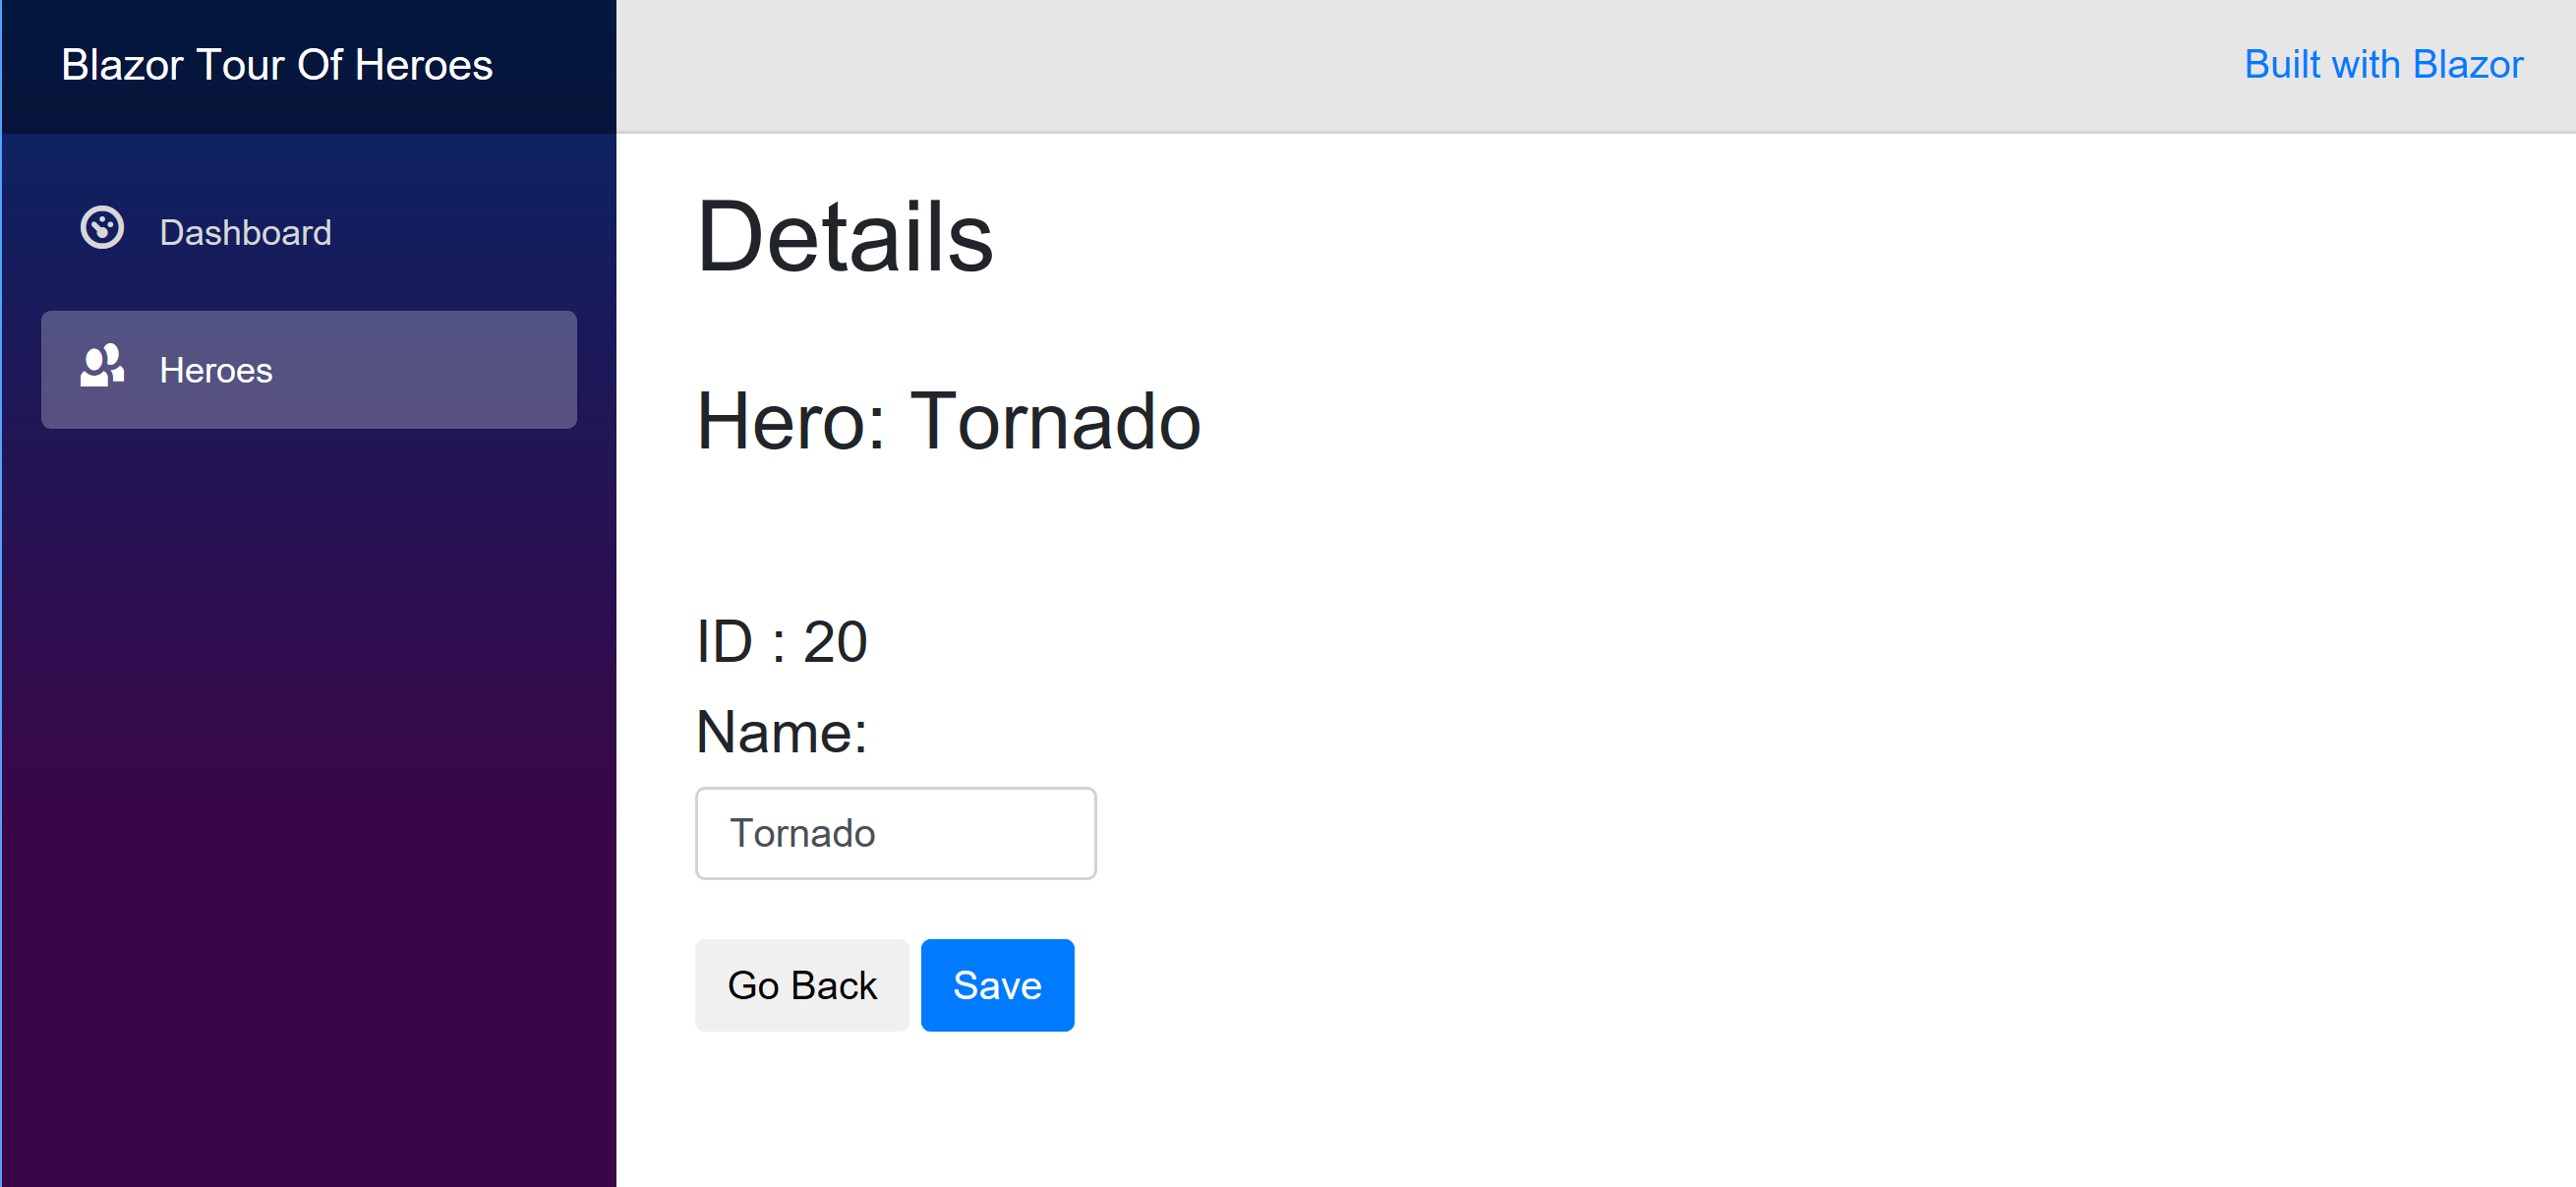 Blazor Tour Of Heroes
Built with Blazor
Dashboard
Heroes
Details
Hero: Tornado
ID : 20
Name:
Tornado
Go Back
Save